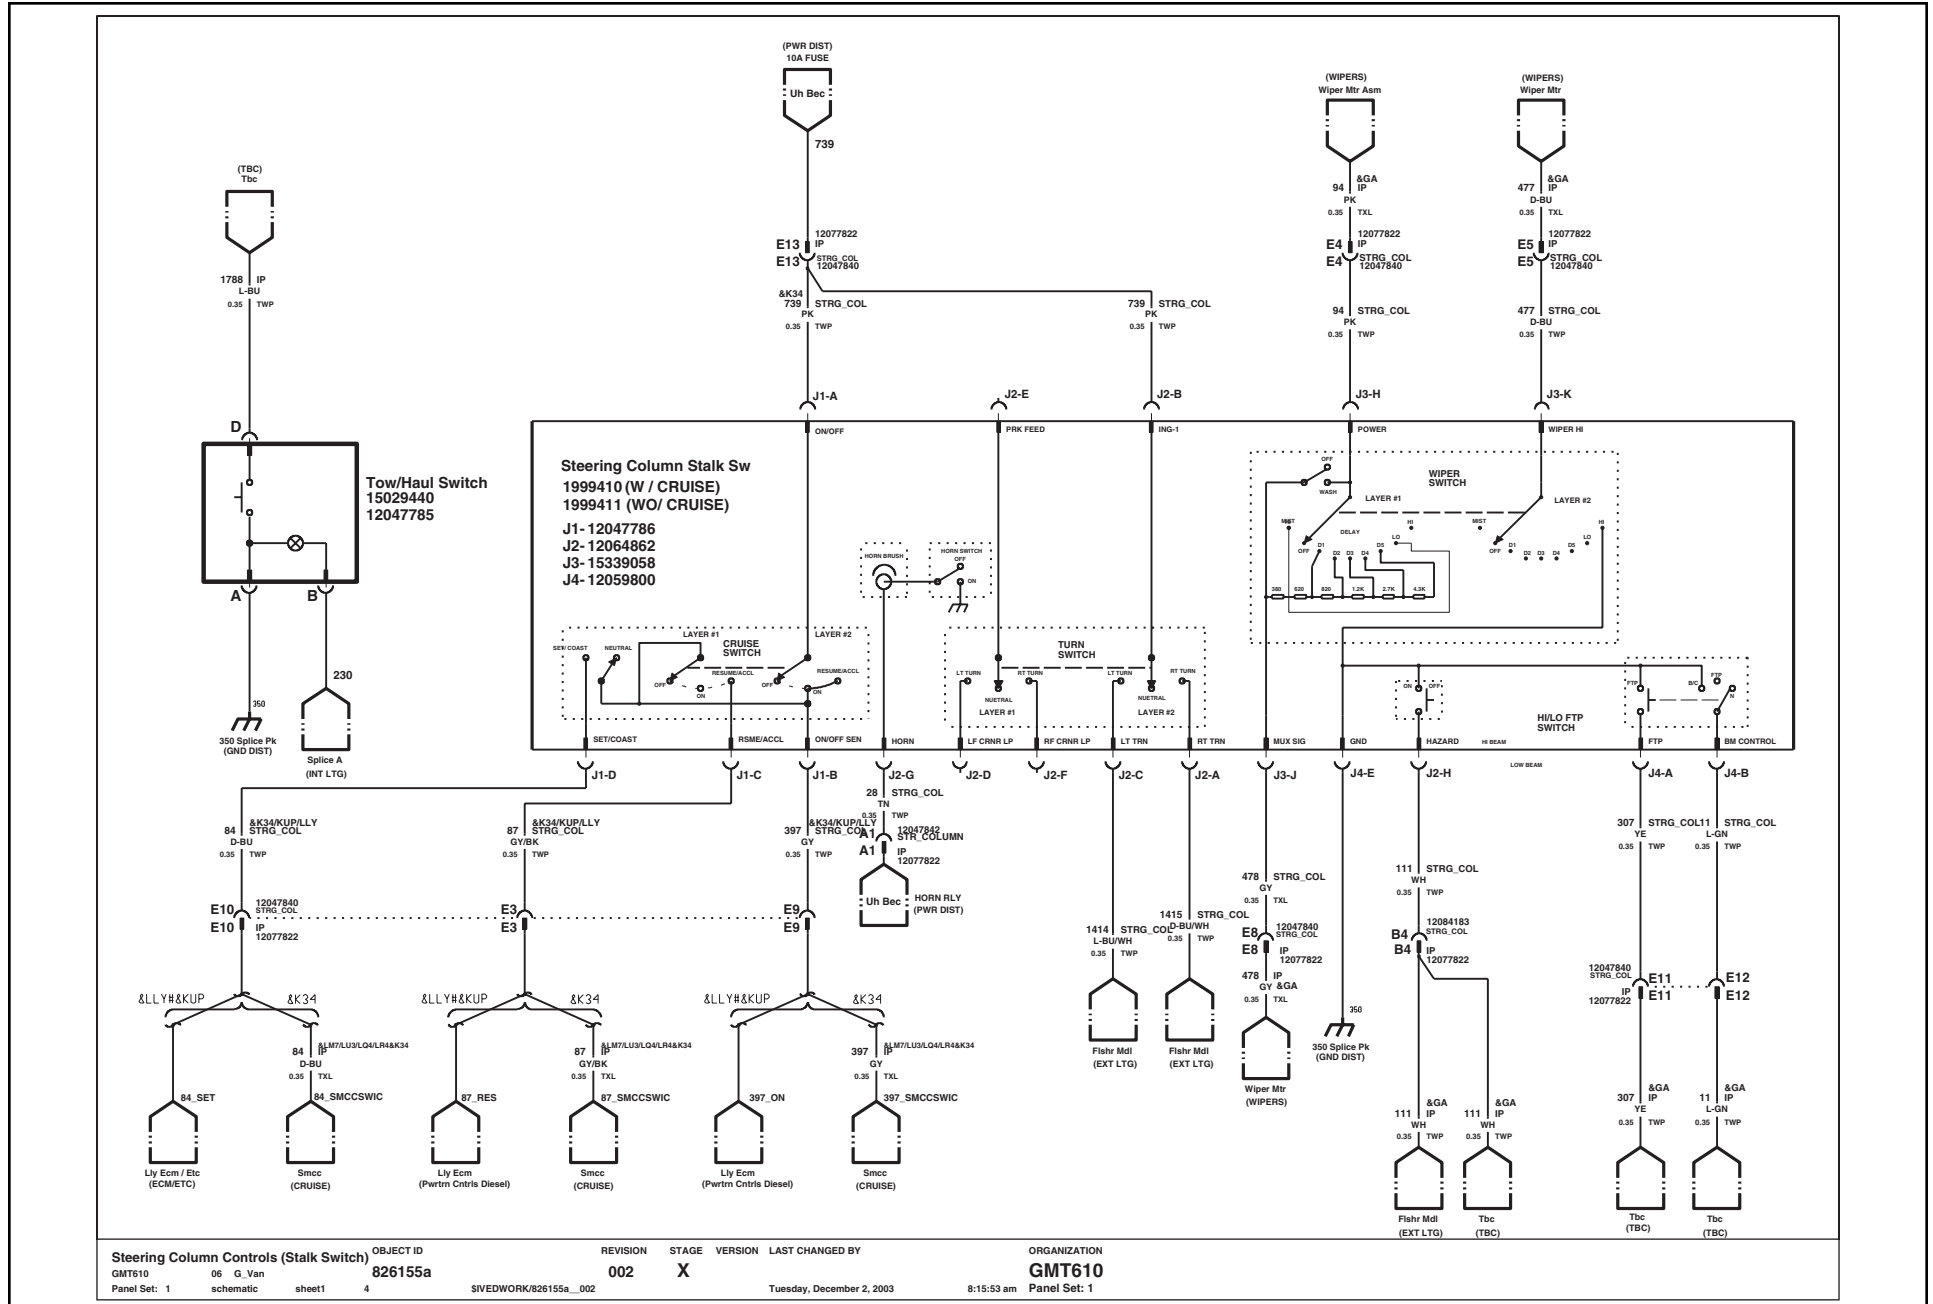 (PWR DIST)
10A FUSE
Uh Bec
739
(WIPERS)
Wiper Mtr Asm
(WIPERS)
Wiper Mtr
(TBC)
Tbc
1788 IP
L-BU
0.35 TWP
E13 12077822
IP
E13 STRG_COL
12047840
&K34
739 STRG_COL
PK
0.35 TWP
739 STRG_COL
PK
0.35 TWP
&GA
94 IP
PK
0.35 TXL
E4 12077822
IP
E4 STRG_COL
12047840
94 STRG_COL
PK
0.35 TWP
&GA
477 IP
D-BU
0.35 TXL
E5 12077822
IP
E5 STRG_COL
12047840
477 STRG_COL
D-BU
0.35 TWP
J1-A
J2-E
J2-B
J3-H
J3-K
D
A
B
Tow/Haul Switch
15029440
12047785
350
350 Splice Pk
(GND DIST)
230
Splice A
(INT LTG)
ON/OFF
PRK FEED
ING-1
POWER
WIPER HI
Steering Column Stalk Sw
1999410 (W / CRUISE)
1999411 (WO/ CRUISE)
J1- 12047786
J2- 12064862
J3- 15339058
J4- 12059800
HORN BRUSH
HORN SWITCH
OFF
ON
WIPER
SWITCH
OFF
WASH
LAYER #1
LAYER #2
MIST
DELAY
HI
LO
OFF
D1
D2 D3 D4
D5
MIST
HI
LO
OFF
D1
D2 D3 D4
D5
380 620 820 1.2K 2.7K 4.3K
LAYER #1
CRUISE
SWITCH
LAYER #2
SET/ COAST
NEUTRAL
OFF
ON
RESUME/ACCL
OFF
ON
RESUME/ACCL
TURN
SWITCH
LT TURN
RT TURN
NUETRAL
LAYER #1
LT TURN
RT TURN
NUETRAL
LAYER #2
ON
OFF
FTP
B/C
FTP
N
HI/LO FTP
SWITCH
SET/COAST
RSME/ACCL
ON/OFF SEN
HORN
LF CRNR LP
RF CRNR LP
LT TRN
RT TRN
MUX SIG
GND
HAZARD
HI BEAM
LOW BEAM
FTP
BM CONTROL
J1-D
J1-C
J1-B
J2-G
J2-D
J2-F
J2-C
J2-A
J3-J
J4-E
J2-H
J4-A
J4-B
&K34/KUP/LLY
84 STRG_COL
D-BU
0.35 TWP
&K34/KUP/LLY
87 STRG_COL
GY/BK
0.35 TWP
&K34/KUP/LLY
397 STRG_COL
GY
0.35 TWP
28 STRG_COL
TN
0.35 TWP
A1 12047842
STR_COLUMN
A1 IP
12077822
Uh Bec
HORN RLY
(PWR DIST)
E10 12047840
STRG_COL
E10 IP
12077822
E3
E3
E9
E9
&LLY#&KUP
&K34
&LLY#&KUP
&K34
&LLY#&KUP
&K34
&LM7/LU3/LQ4/LR4&K34
84 IP
D-BU
0.35 TXL
&LM7/LU3/LQ4/LR4&K34
87 IP
GY/BK
0.35 TXL
&LM7/LU3/LQ4/LR4&K34
397 IP
GY
0.35 TXL
84_SET
84_SMCCSWIC
87_RES
87_SMCCSWIC
397_ON
397_SMCCSWIC
Lly Ecm / Etc
(ECM/ETC)
Smcc
(CRUISE)
Lly Ecm
(Pwrtrn Cntrls Diesel)
Smcc
(CRUISE)
Lly Ecm
(Pwrtrn Cntrls Diesel)
Smcc
(CRUISE)
1414 STRG_COL
L-BU/WH
0.35 TWP
1415 STRG_COL
D-BU/WH
0.35 TWP
Flshr Mdl
(EXT LTG)
Flshr Mdl
(EXT LTG)
478 STRG_COL
GY
0.35 TXL
E8 12047840
STRG_COL
E8 IP
12077822
478 IP
GY &GA
0.35 TXL
Wiper Mtr
(WIPERS)
350
350 Splice Pk
(GND DIST)
111 STRG_COL
WH
0.35 TWP
B4 12084183
STRG_COL
B4 IP
12077822
&GA
111 IP
WH
0.35 TWP
&GA
111 IP
WH
0.35 TWP
Flshr Mdl
(EXT LTG)
Tbc
(TBC)
307 STRG_COL
YE
0.35 TWP
11 STRG_COL
L-GN
0.35 TWP
12047840
STRG_COL E11
IP E11
12077822
E12
E12
&GA
307 IP
YE
0.35 TWP
&GA
11 IP
L-GN
0.35 TWP
Tbc
(TBC)
Tbc
(TBC)
Steering Column Controls (Stalk Switch)
GMT610 06 G_Van
Panel Set: 1 schematic sheet1 4
OBJECT ID
826155a
$IVEDWORK/826155a__002
REVISION
002
STAGE
X
VERSION
LAST CHANGED BY
Tuesday, December 2, 2003 8:15:53 am
ORGANIZATION
GMT610
Panel Set: 1